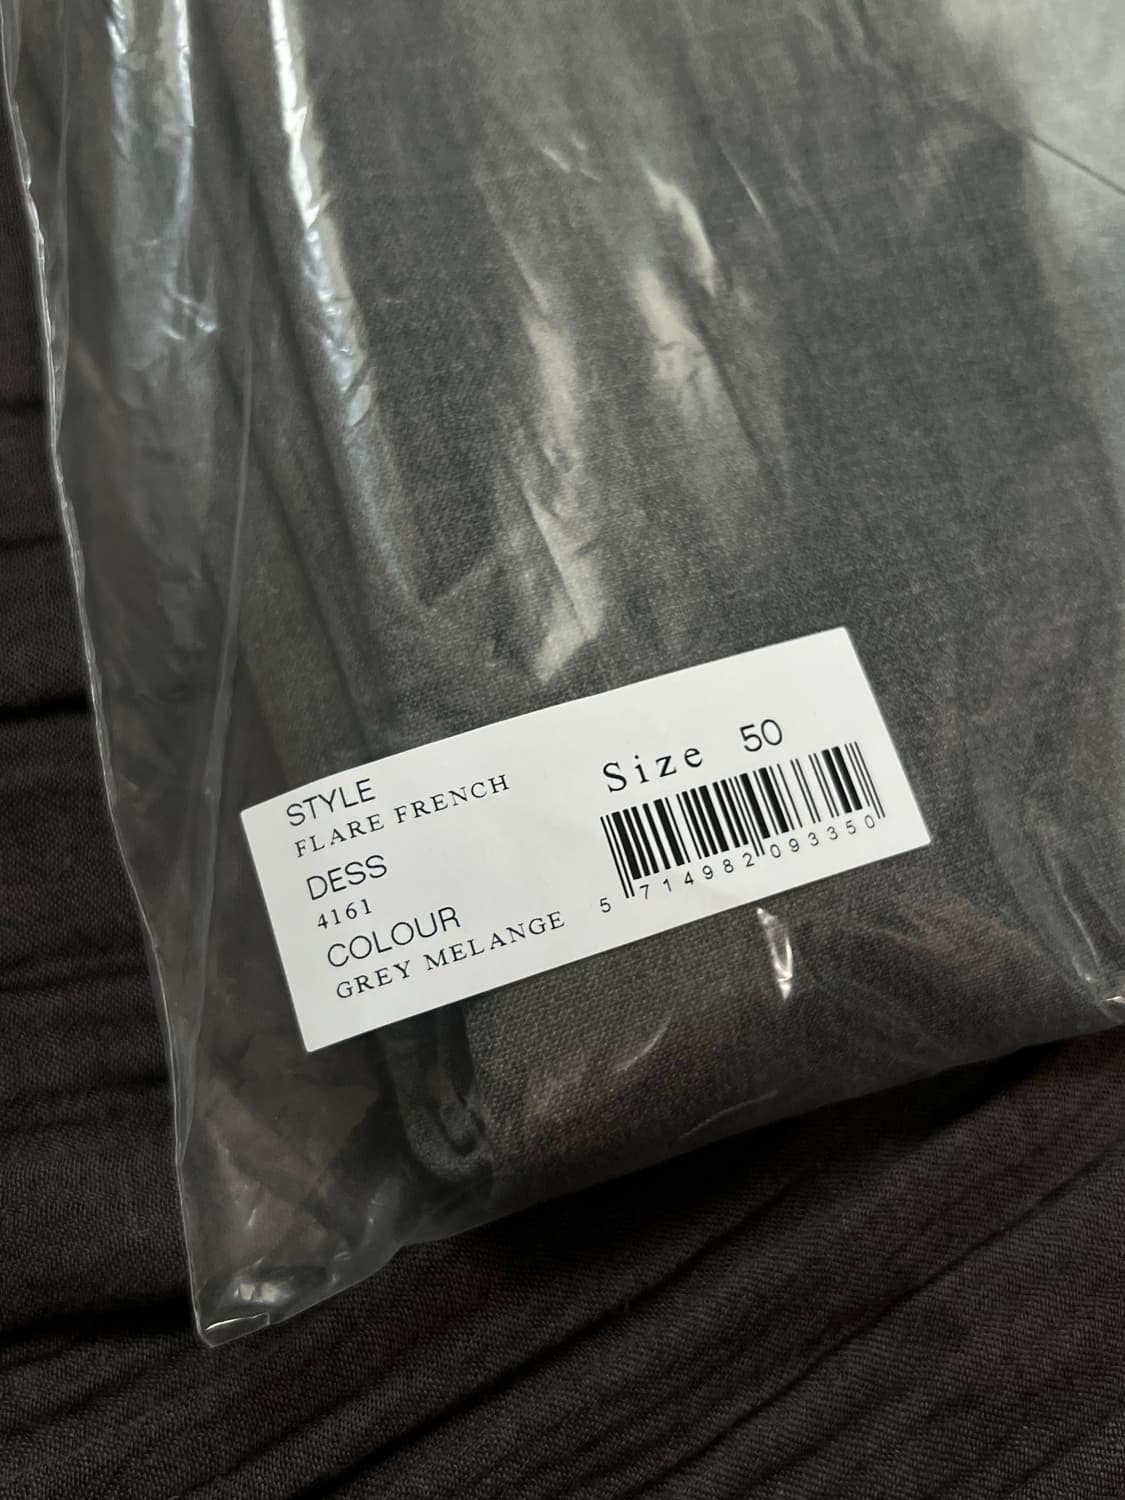 STYLE
FLARE FRENCH
DESS
4161
COLOUR
GREY MELANGE
Size 50
5 714982 093350